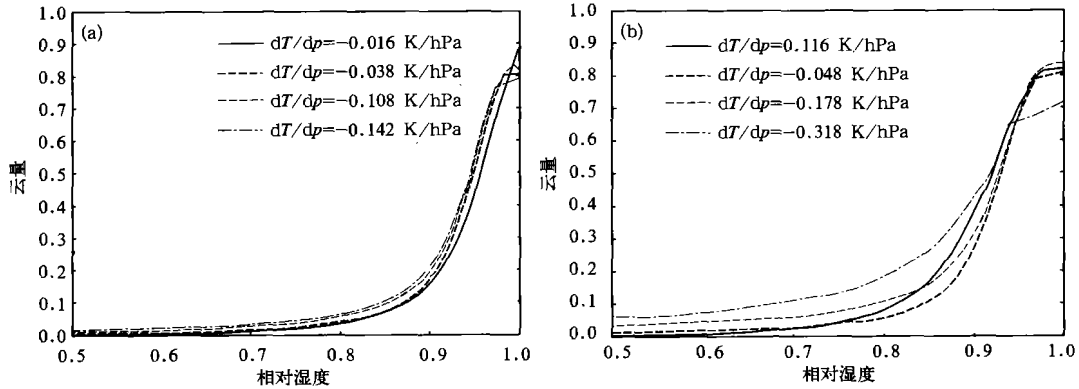 (a)
dT/dp=-0.016 K/hPa
dT/dp=-0.038 K/hPa
dT/dp=-0.108 K/hPa
dT/dp=-0.142 K/hPa
云量
1.0
0.9
0.8
0.7
0.6
0.5
0.4
0.3
0.2
0.1
0.0
0.5 0.6 0.7 0.8 0.9 1.0
相对湿度
(b)
dT/dp=0.116 K/hPa
dT/dp=-0.048 K/hPa
dT/dp=-0.178 K/hPa
dT/dp=-0.318 K/hPa
云量
1.0
0.9
0.8
0.7
0.6
0.5
0.4
0.3
0.2
0.1
0.0
0.5 0.6 0.7 0.8 0.9 1.0
相对湿度